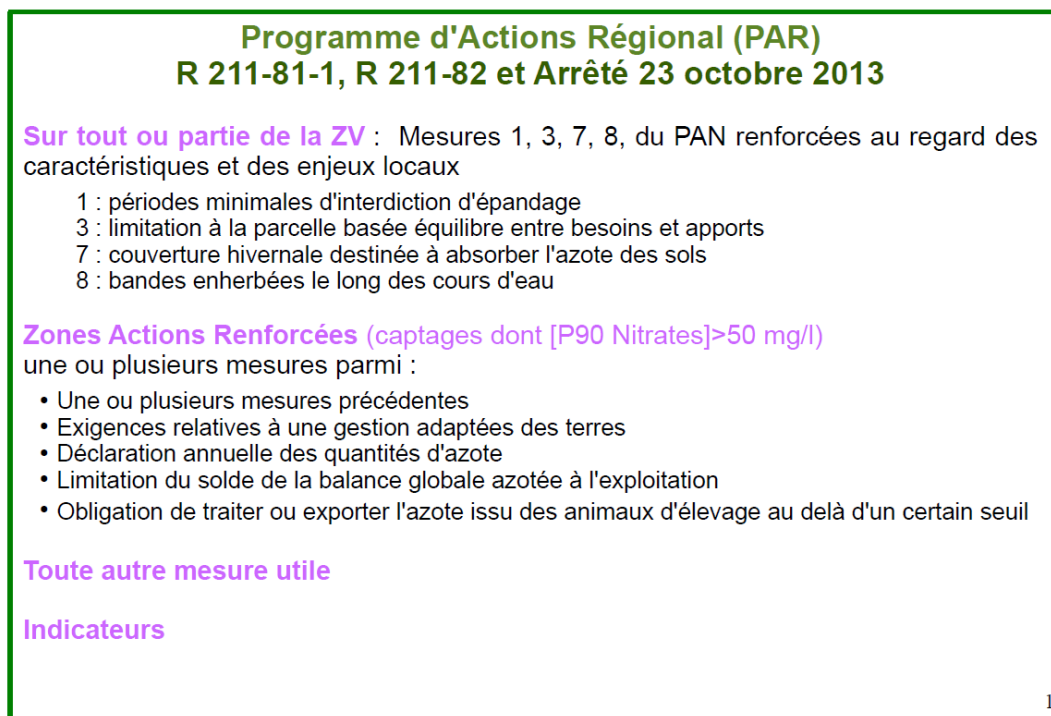 Programme d'Actions Régional (PAR)
R 211-81-1, R 211-82 et Arrêté 23 octobre 2013
Sur tout ou partie de la ZV : Mesures 1, 3, 7, 8, du PAN renforcées au regard des
caractéristiques et des enjeux locaux
1 : périodes minimales d'interdiction d'épandage
3 : limitation à la parcelle basée équilibre entre besoins et apports
7 : couverture hivernale destinée à absorber l'azote des sols
8 : bandes enherbées le long des cours d'eau
Zones Actions Renforcées (captages dont [P90 Nitrates]>50 mg/l)
une ou plusieurs mesures parmi :
• Une ou plusieurs mesures précédentes
• Exigences relatives à une gestion adaptées des terres
• Déclaration annuelle des quantités d'azote
• Limitation du solde de la balance globale azotée à l'exploitation
• Obligation de traiter ou exporter l'azote issu des animaux d'élevage au delà d'un certain seuil
Toute autre mesure utile
Indicateurs
1